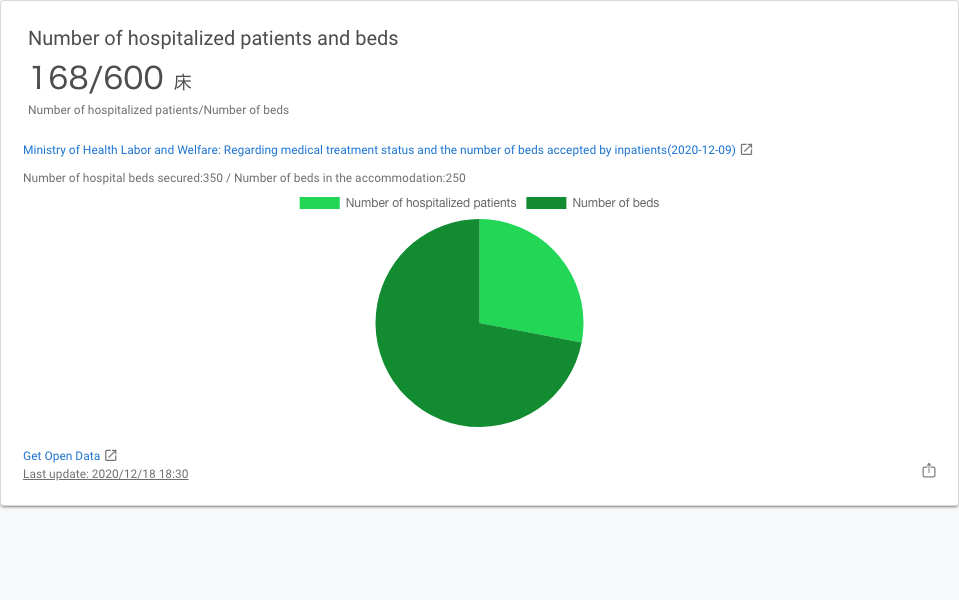 Number of hospitalized patients and beds
168/600 床
Number of hospitalized patients/Number of beds
Ministry of Health Labor and Welfare: Regarding medical treatment status and the number of beds accepted by inpatients(2020-12-09)
Number of hospital beds secured:350 / Number of beds in the accommodation:250
Number of hospitalized patients Number of beds
Get Open Data
Last update: 2020/12/18 18:30